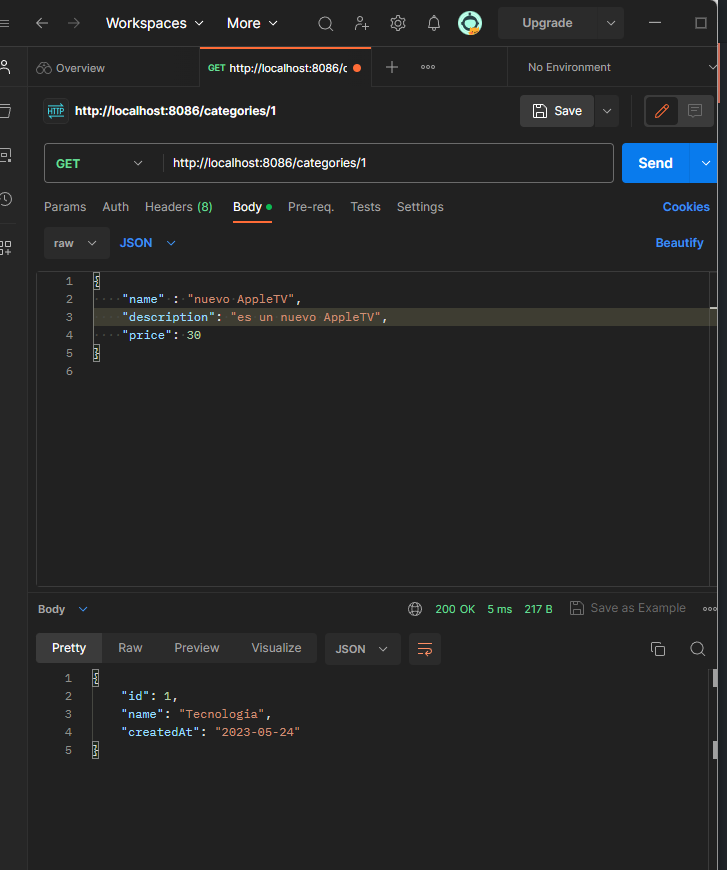 Workspaces More Upgrade
Overview GET http://localhost:8086/c No Environment
HTTP http://localhost:8086/categories/1 Save
GET http://localhost:8086/categories/1 Send
Params Auth Headers (8) Body Pre-req. Tests Settings Cookies
raw JSON Beautify
1 {
2 "name" : "nuevo AppleTV",
3 "description": "es un nuevo AppleTV",
4 "price": 30
5 }
6
Body 200 OK 5 ms 217 B Save as Example
Pretty Raw Preview Visualize JSON
1 {
2 "id": 1,
3 "name": "Tecnologia",
4 "createdAt": "2023-05-24"
5 }